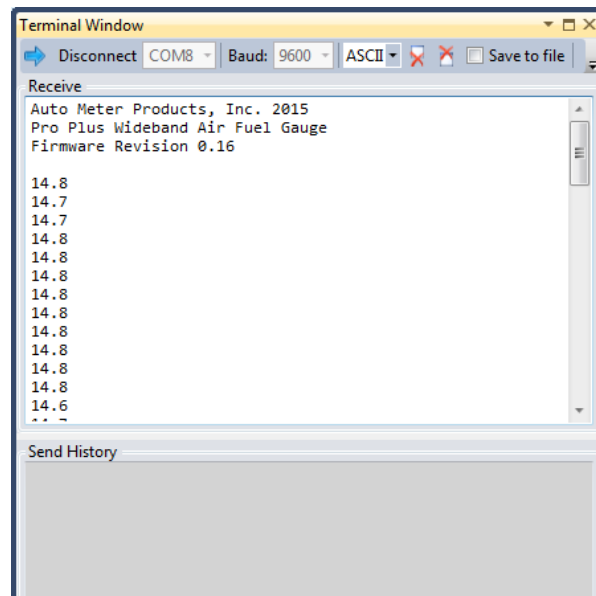 Terminal Window
Disconnect COM8 Baud: 9600 ASCII Save to file
Receive
Auto Meter Products, Inc. 2015
Pro Plus Wideband Air Fuel Gauge
Firmware Revision 0.16
14.8
14.7
14.7
14.8
14.8
14.8
14.8
14.8
14.8
14.8
14.8
14.8
14.6
Send History